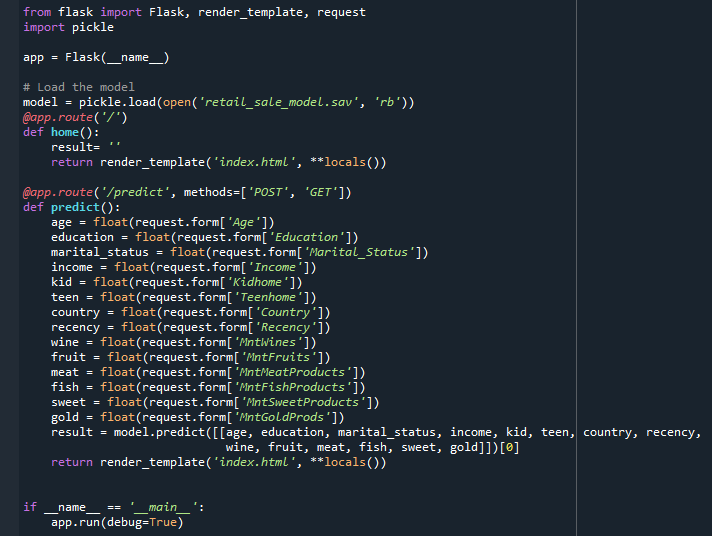 from flask import Flask, render_template, request
import pickle

app = Flask(__name__)

# Load the model
model = pickle.load(open('retail_sale_model.sav', 'rb'))
@app.route('/')
def home():
    result= ''
    return render_template('index.html', **locals())

@app.route('/predict', methods=['POST', 'GET'])
def predict():
    age = float(request.form['Age'])
    education = float(request.form['Education'])
    marital_status = float(request.form['Marital_Status'])
    income = float(request.form['Income'])
    kid = float(request.form['Kidhome'])
    teen = float(request.form['Teenhome'])
    country = float(request.form['Country'])
    recency = float(request.form['Recency'])
    wine = float(request.form['MntWines'])
    fruit = float(request.form['MntFruits'])
    meat = float(request.form['MntMeatProducts'])
    fish = float(request.form['MntFishProducts'])
    sweet = float(request.form['MntSweetProducts'])
    gold = float(request.form['MntGoldProds'])
    result = model.predict([[age, education, marital_status, income, kid, teen, country, recency,
                             wine, fruit, meat, fish, sweet, gold]])[0]
    return render_template('index.html', **locals())


if __name__ == '__main__':
    app.run(debug=True)